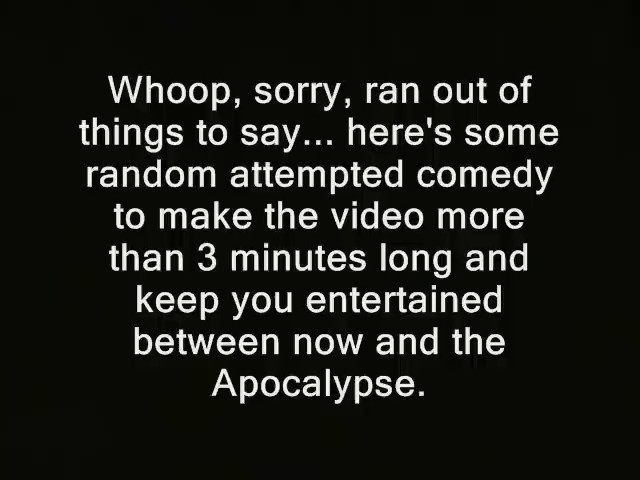 Whoop, sorry, ran out of
things to say... here's some
random attempted comedy
to make the video more
than 3 minutes long and
keep you entertained
between now and the
Apocalypse.